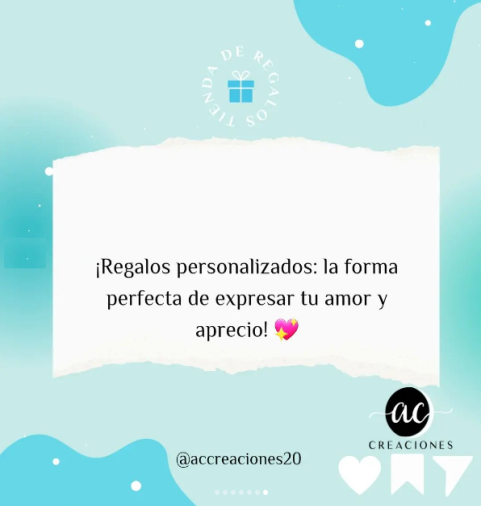 TIENDA DE REGALOS
¡Regalos personalizados: la forma
perfecta de expresar tu amor y
aprecio! 💖
ac
CREACIONES
@accreaciones20